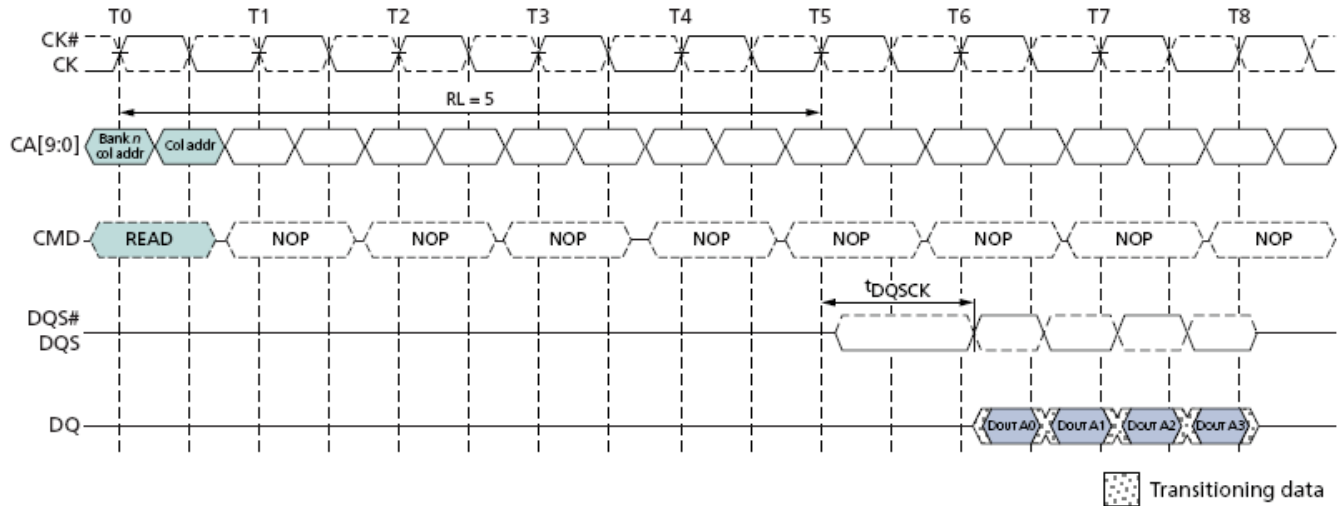 T0 T1 T2 T3 T4 T5 T6 T7 T8
CK#
CK
RL = 5
CA[9:0] Bank n col addr Col addr
CMD READ NOP NOP NOP NOP NOP NOP NOP NOP
tDQSCK
DQS#
DQS
DQ DOUT A0 DOUT A1 DOUT A2 DOUT A3
Transitioning data